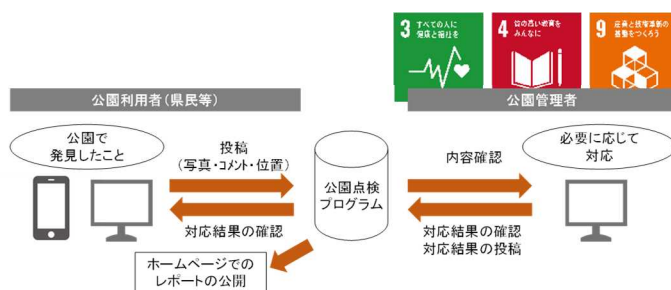 3 すべての人に
健康と福祉を
4 質の高い教育を
みんなに
9 産業と技術革新の
基盤をつくろう
公園利用者(県民等)
公園管理者
公園で
発見したこと
投稿
(写真・コメント・位置)
対応結果の確認
公園点検
プログラム
内容確認
対応結果の確認
対応結果の投稿
必要に応じて
対応
ホームページでの
レポートの公開